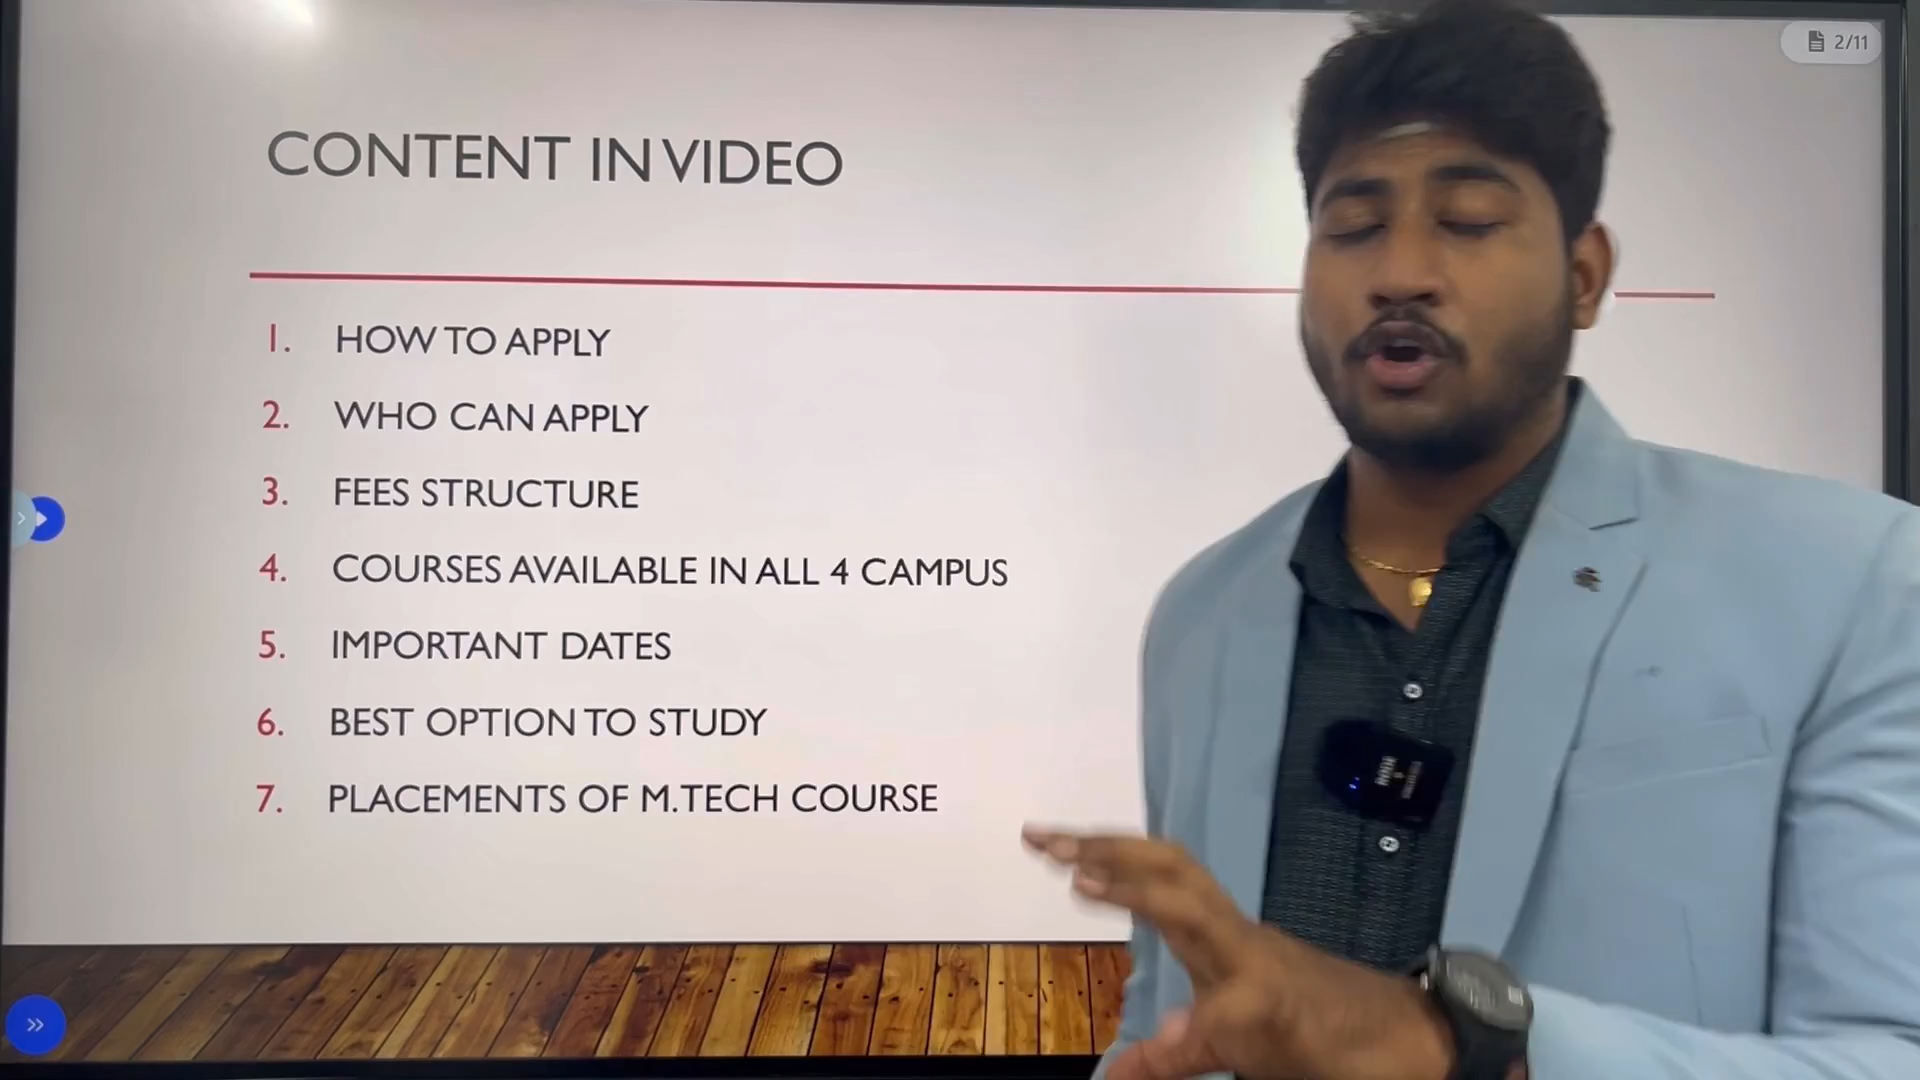 2/11
CONTENT IN VIDEO
1. HOW TO APPLY
2. WHO CAN APPLY
3. FEES STRUCTURE
4. COURSES AVAILABLE IN ALL 4 CAMPUS
5. IMPORTANT DATES
6. BEST OPTION TO STUDY
7. PLACEMENTS OF M.TECH COURSE
RODE